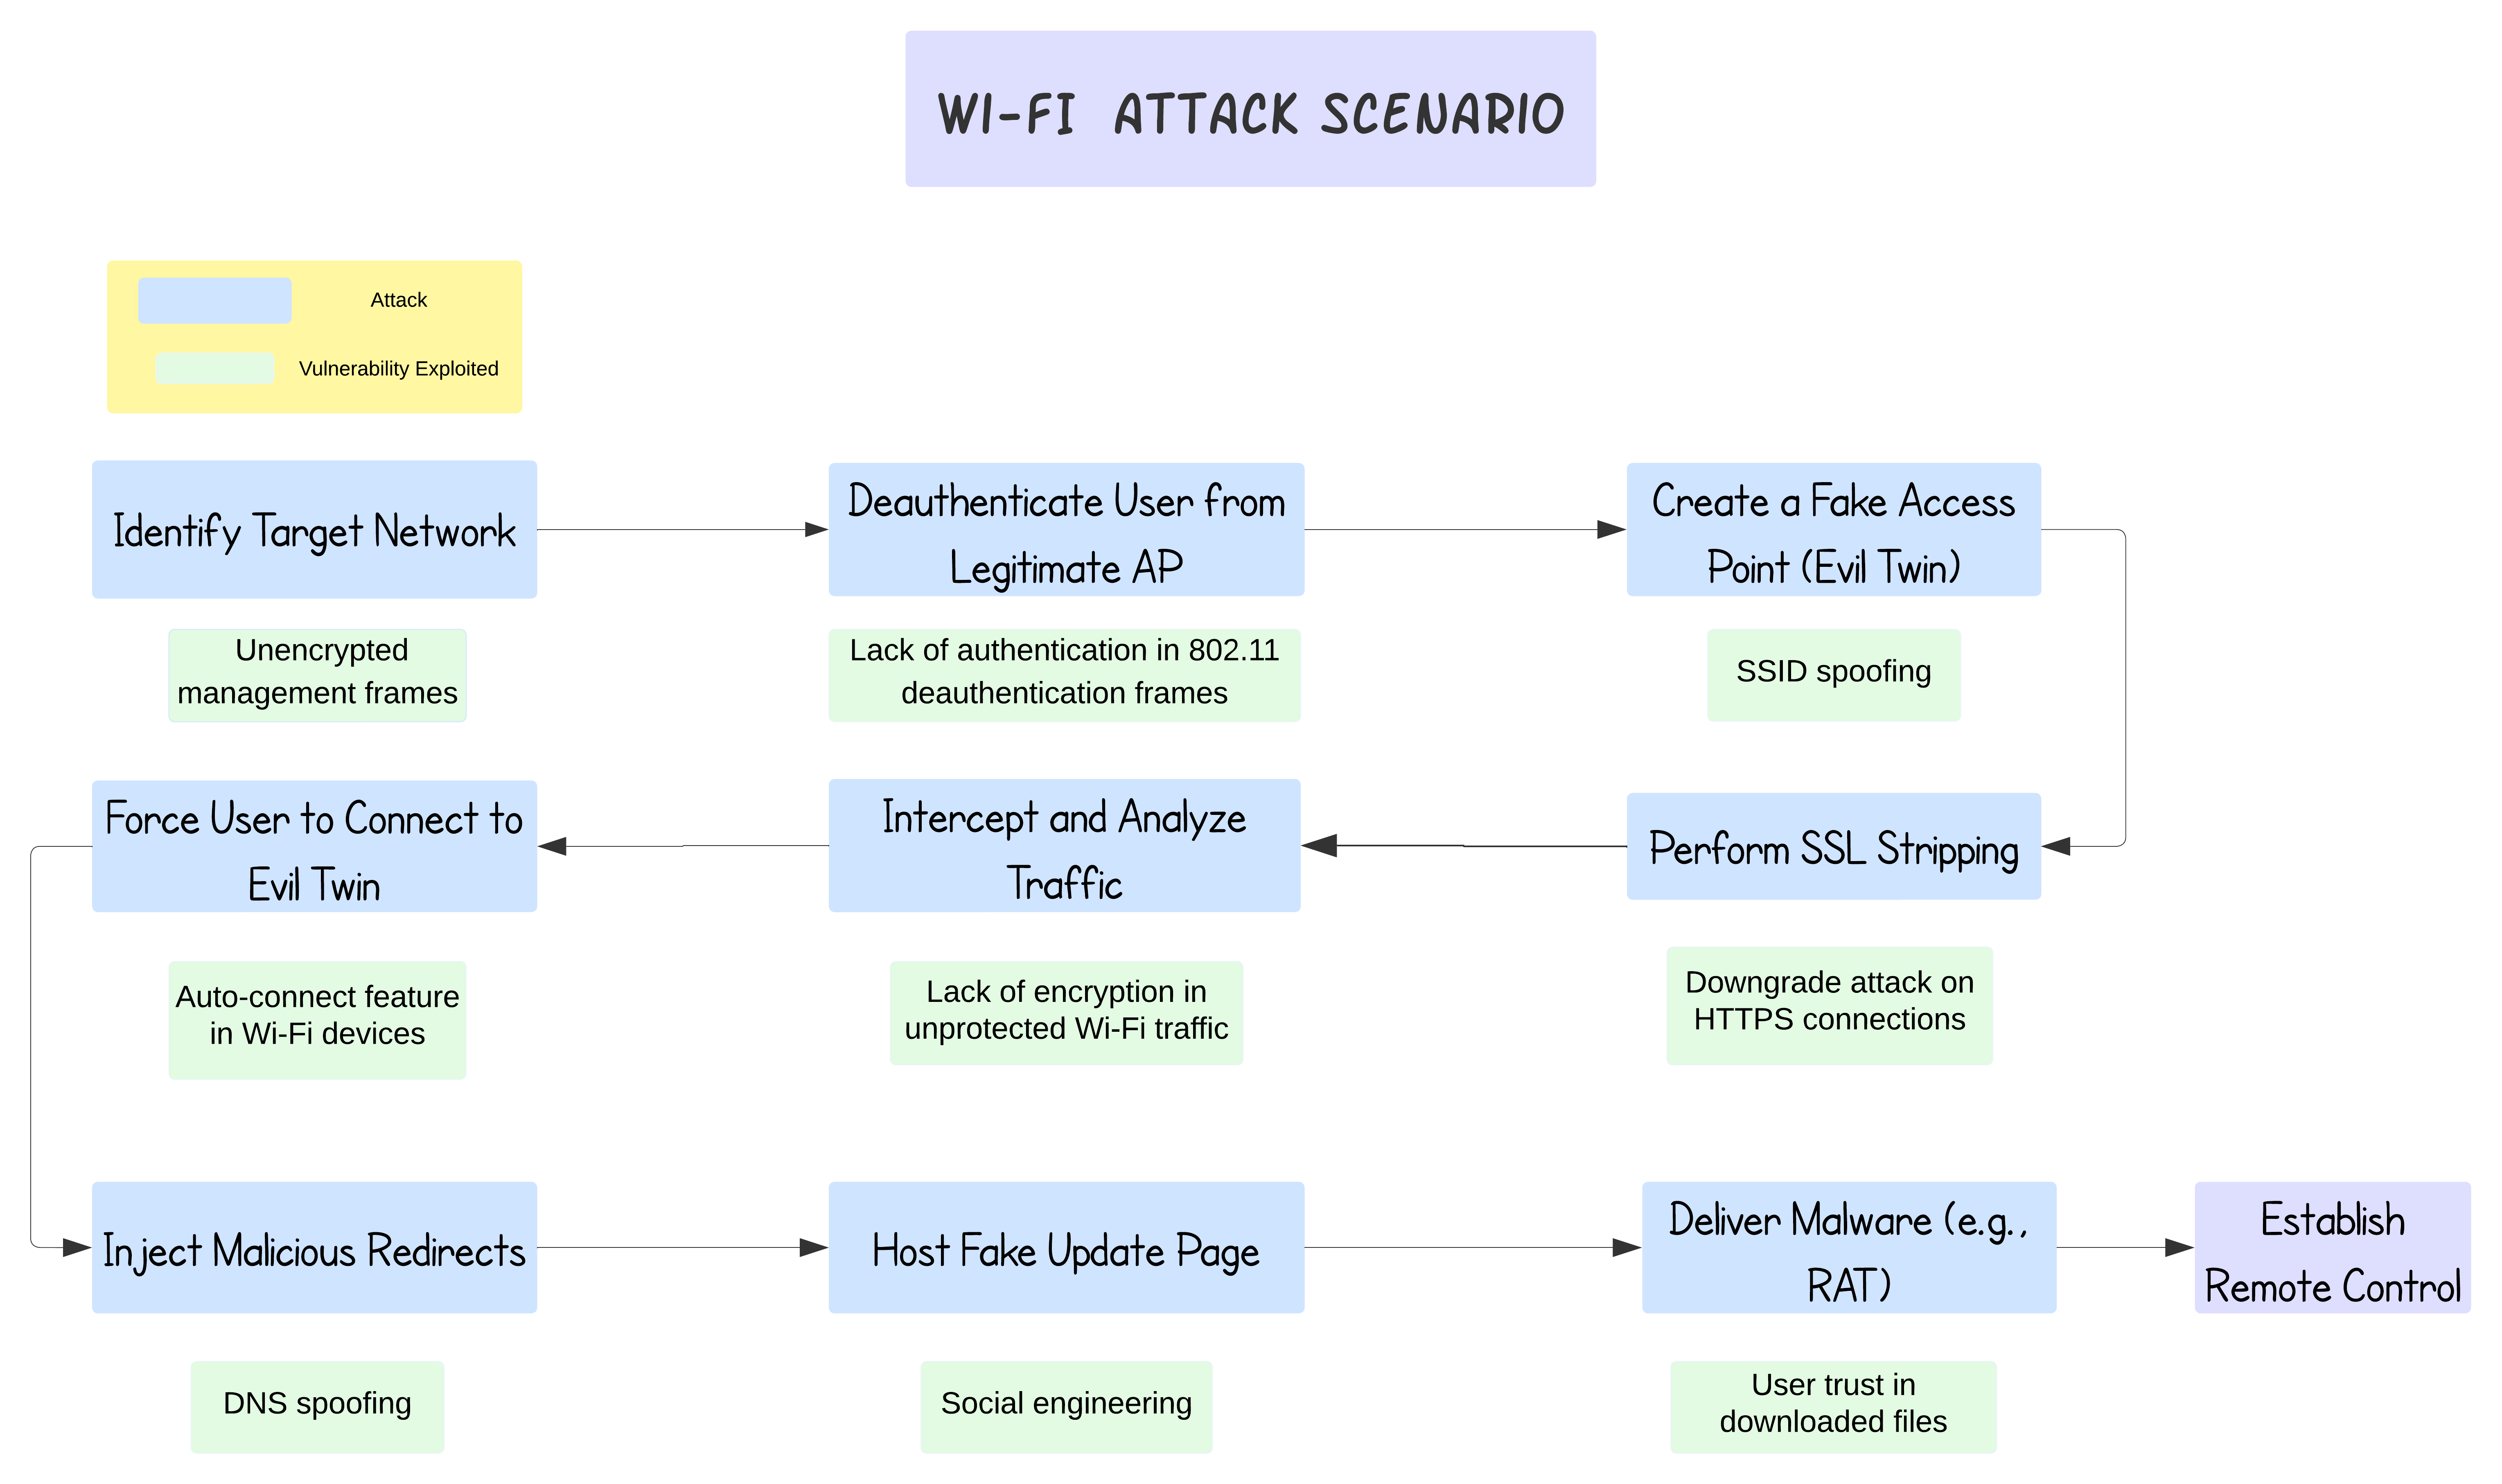 WI-FI ATTACK SCENARIO
Attack
Vulnerability Exploited
Identify Target Network
Deauthenticate User from
Legitimate AP
Create a Fake Access
Point (Evil Twin)
Unencrypted
management frames
Lack of authentication in 802.11
deauthentication frames
SSID spoofing
Force User to Connect to
Evil Twin
Intercept and Analyze
Traffic
Perform SSL Stripping
Auto-connect feature
in Wi-Fi devices
Lack of encryption in
unprotected Wi-Fi traffic
Downgrade attack on
HTTPS connections
Inject Malicious Redirects
Host Fake Update Page
Deliver Malware (e.g.,
RAT)
Establish
Remote Control
DNS spoofing
Social engineering
User trust in
downloaded files